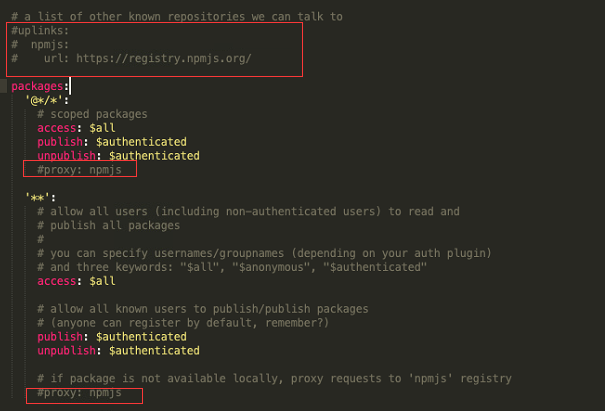 # a list of other known repositories we can talk to
#uplinks:
#  npmjs:
#    url: https://registry.npmjs.org/
packages:
  '@*/*':
    # scoped packages
    access: $all
    publish: $authenticated
    unpublish: $authenticated
    #proxy: npmjs
  '**':
    # allow all users (including non-authenticated users) to read and
    # publish all packages
    #
    # you can specify usernames/groupnames (depending on your auth plugin)
    # and three keywords: "$all", "$anonymous", "$authenticated"
    access: $all
    # allow all known users to publish/publish packages
    # (anyone can register by default, remember?)
    publish: $authenticated
    unpublish: $authenticated
    # if package is not available locally, proxy requests to 'npmjs' registry
    #proxy: npmjs